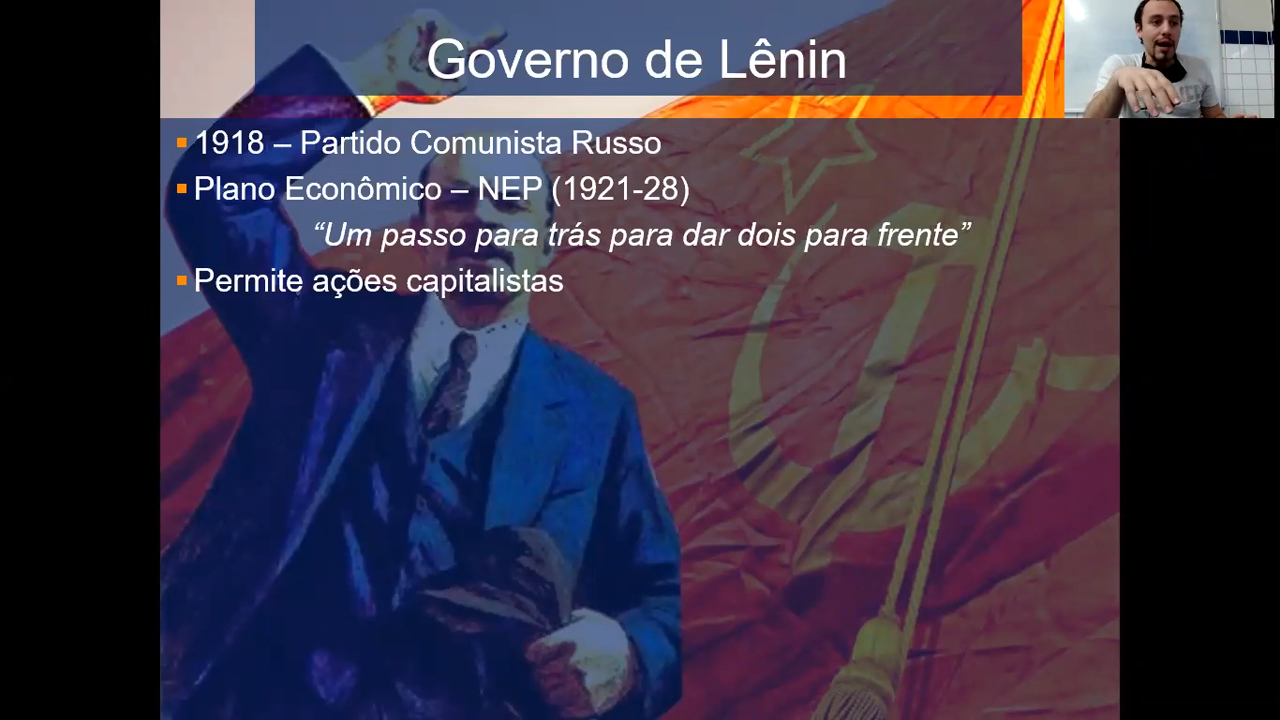 Governo de Lênin
1918 – Partido Comunista Russo
Plano Econômico – NEP (1921-28)
“Um passo para trás para dar dois para frente”
Permite ações capitalistas